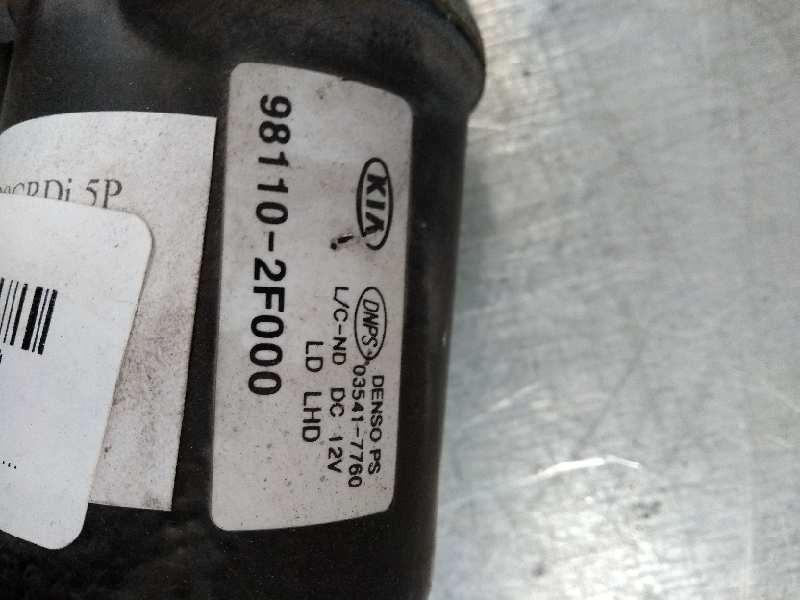 KIA
DNPS DENSO PS
03541-7760
L/C-ND DC 12V
LD LHD
98110-2F000
CRDi 5P